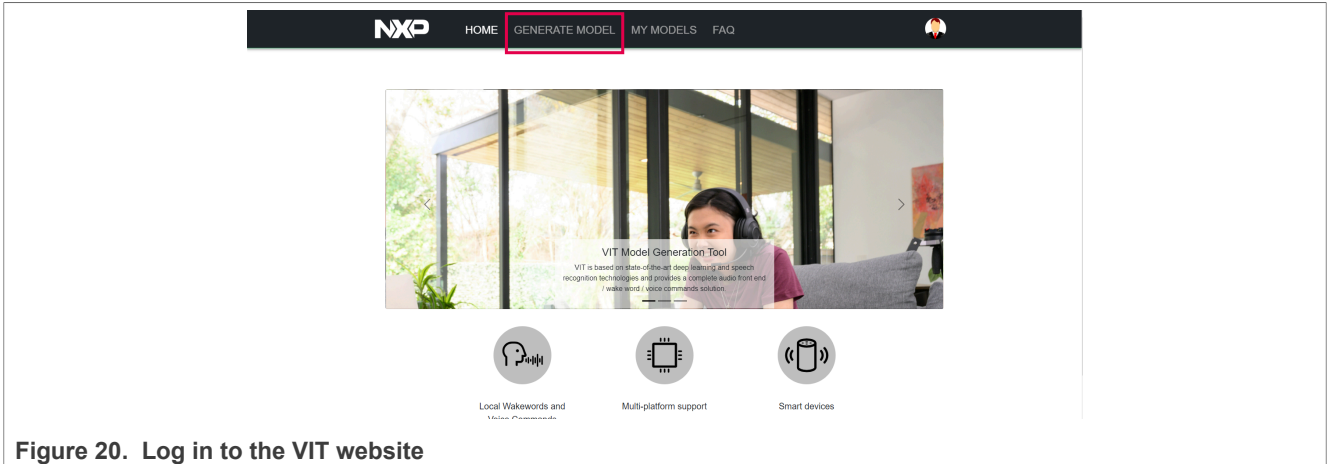 NXP HOME GENERATE MODEL MY MODELS FAQ
VIT Model Generation Tool
VIT is based on state-of-the-art deep learning and speech
recognition technologies and provides a complete audio front end
/ wake word / voice commands solution.
Local Wakewords and
Voice Commands
Multi-platform support
Smart devices
Figure 20. Log in to the VIT website